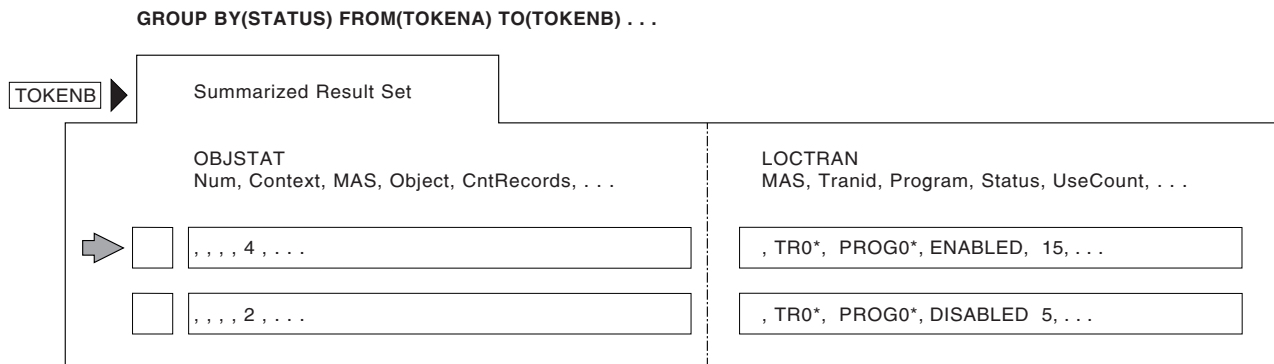 GROUP BY(STATUS) FROM(TOKENA) TO(TOKENB) . . .
TOKENB
Summarized Result Set
OBJSTAT
Num, Context, MAS, Object, CntRecords, . . .
LOCTRAN
MAS, Tranid, Program, Status, UseCount, . . .
, , , , 4 , . . .
, TR0*, PROG0*, ENABLED, 15, . . .
, , , , 2 , . . .
, TR0*, PROG0*, DISABLED 5, . . .